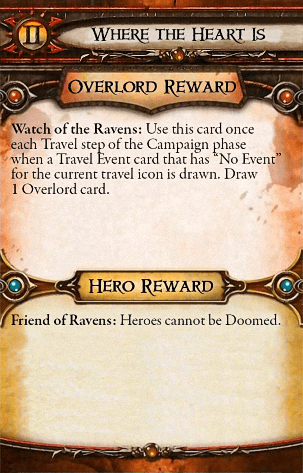 II
Where the Heart Is
Overlord Reward
Watch of the Ravens: Use this card once
each Travel step of the Campaign phase
when a Travel Event card that has “No Event”
for the current travel icon is drawn. Draw
1 Overlord card.
Hero Reward
Friend of Ravens: Heroes cannot be Doomed.